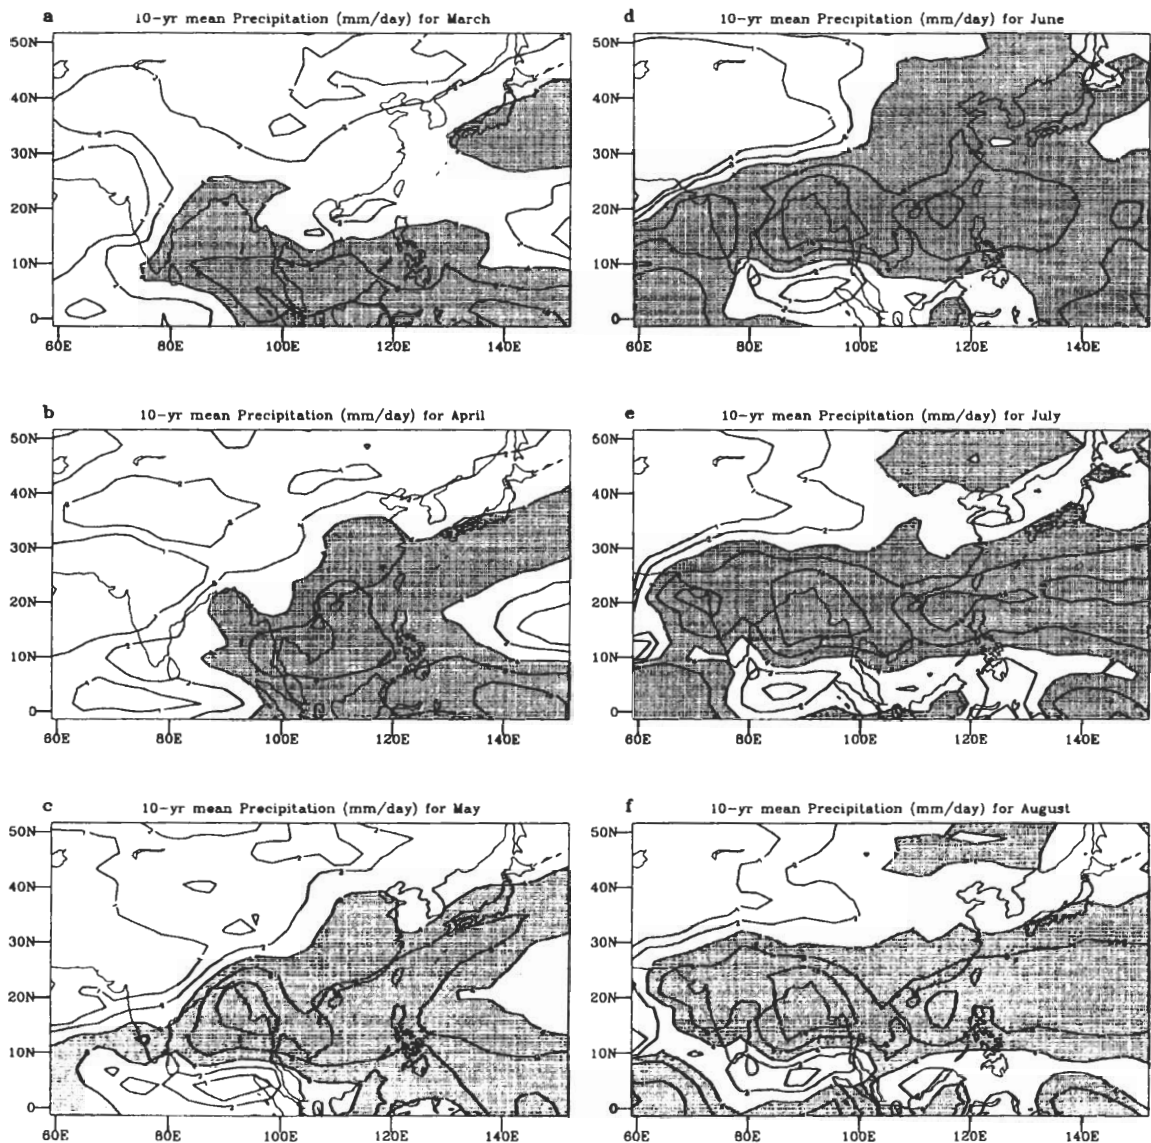 a 10-yr mean Precipitation (mm/day) for March
50N
40N
30N
20N
10N
0
60E 80E 100E 120E 140E
d 10-yr mean Precipitation (mm/day) for June
50N
40N
30N
20N
10N
0
60E 80E 100E 120E 140E
b 10-yr mean Precipitation (mm/day) for April
50N
40N
30N
20N
10N
0
60E 80E 100E 120E 140E
e 10-yr mean Precipitation (mm/day) for July
50N
40N
30N
20N
10N
0
60E 80E 100E 120E 140E
c 10-yr mean Precipitation (mm/day) for May
50N
40N
30N
20N
10N
0
60E 80E 100E 120E 140E
f 10-yr mean Precipitation (mm/day) for August
50N
40N
30N
20N
10N
0
60E 80E 100E 120E 140E